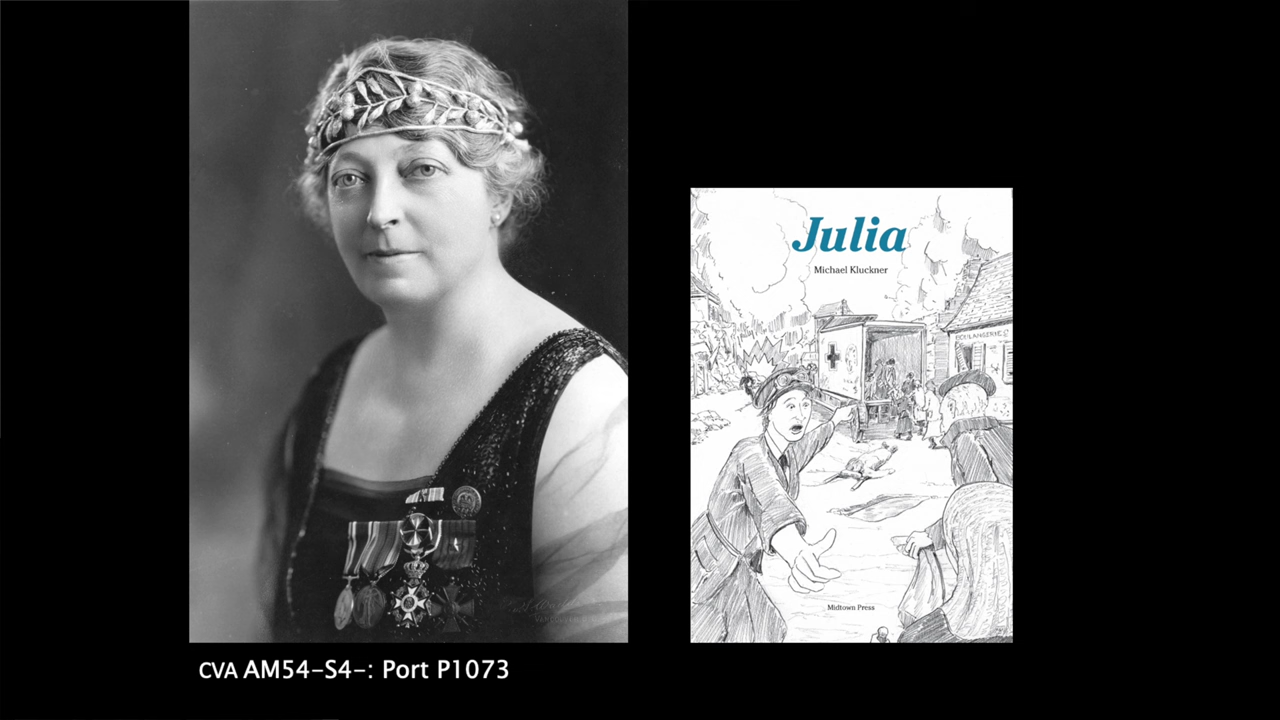 Julia
Michael Kluckner
BOULANGERIE
Midtown Press
CVA AM54-S4-: Port P1073